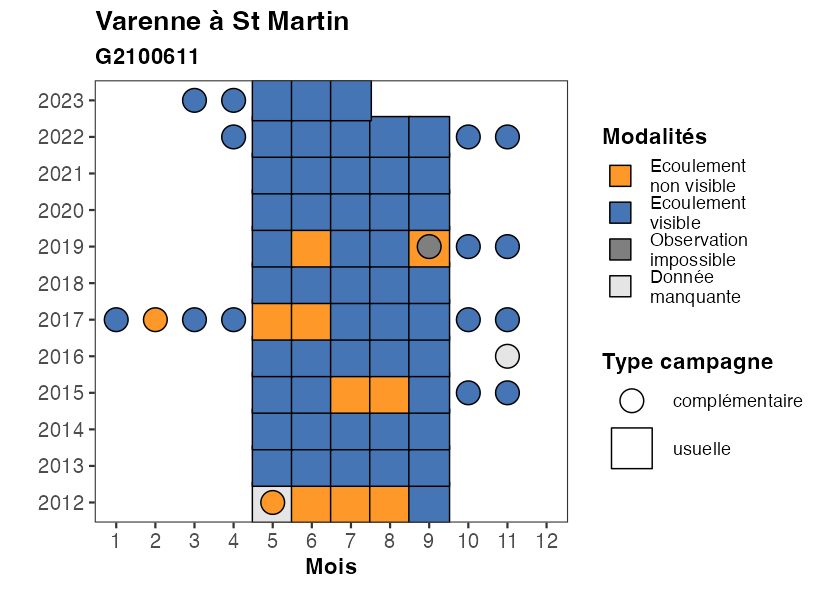 Varenne à St Martin
G2100611
2023
2022
2021
2020
2019
2018
2017
2016
2015
2014
2013
2012
1 2 3 4 5 6 7 8 9 10 11 12
Mois
Modalités
Ecoulement
non visible
Ecoulement
visible
Observation
impossible
Donnée
manquante
Type campagne
complémentaire
usuelle